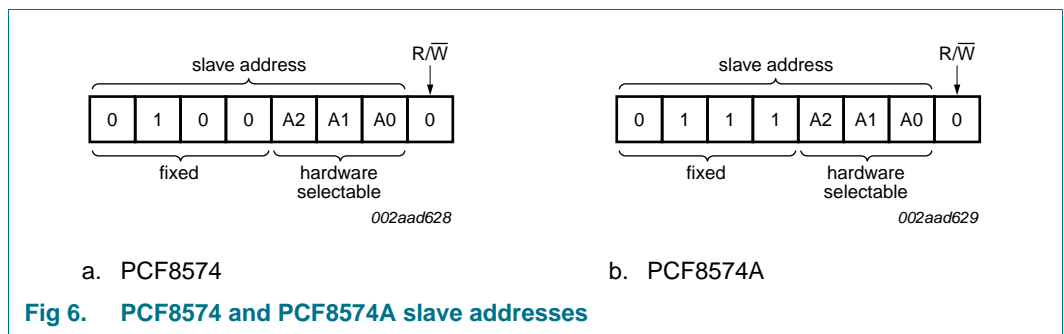 R/W̅
slave address
0 1 0 0 A2 A1 A0 0
fixed
hardware
selectable
002aad628
a. PCF8574
R/W̅
slave address
0 1 1 1 A2 A1 A0 0
fixed
hardware
selectable
002aad629
b. PCF8574A
Fig 6. PCF8574 and PCF8574A slave addresses